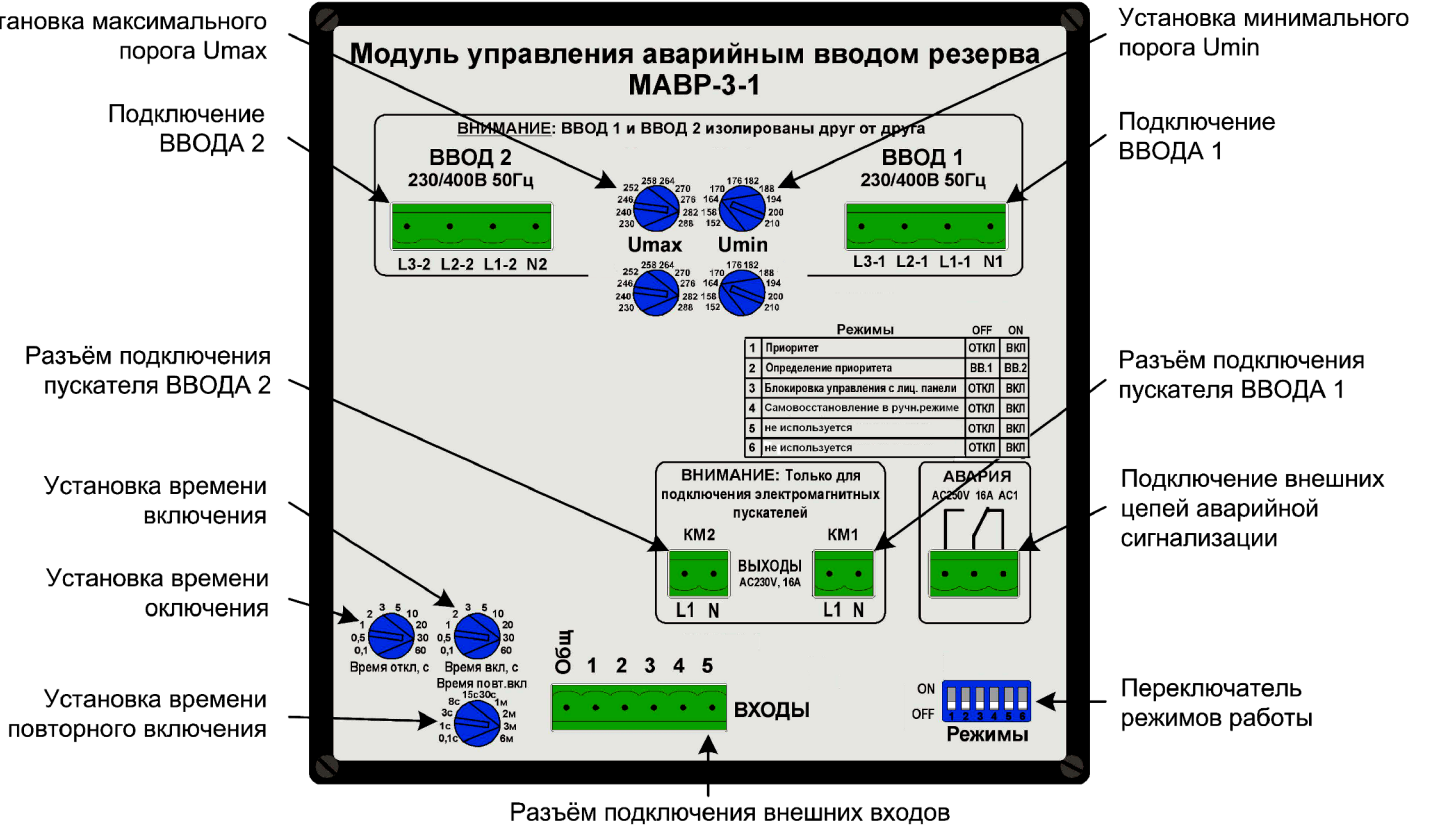 тановка максимального
порога Umax
Подключение
ВВОДА 2
Разъём подключения
пускателя ВВОДА 2
Установка времени
включения
Установка времени
оключения
Установка времени
повторного включения
Модуль управления аварийным вводом резерва
МАВР-3-1
ВНИМАНИЕ: ВВОД 1 и ВВОД 2 изолированы друг от друга
ВВОД 2
230/400В 50Гц
L3-2 L2-2 L1-2 N2
230 240 246 252 258 264 270 276 282 288
Umax
152 158 164 170 176 182 188 194 200 210
Umin
230 240 246 252 258 264 270 276 282 288
152 158 164 170 176 182 188 194 200 210
ВВОД 1
230/400В 50Гц
L3-1 L2-1 L1-1 N1
Режимы OFF ON
1 Приоритет ОТКЛ ВКЛ
2 Определение приоритета ВВ.1 ВВ.2
3 Блокировка управления с лиц. панели ОТКЛ ВКЛ
4 Самовосстановление в ручн.режиме ОТКЛ ВКЛ
5 не используется ОТКЛ ВКЛ
6 не используется ОТКЛ ВКЛ
ВНИМАНИЕ: Только для
подключения электромагнитных
пускателей
КМ2 КМ1
ВЫХОДЫ
AC230V, 16A
L1 N L1 N
АВАРИЯ
AC250V 16A AC1
0,1 0,5 1 2 3 5 10 20 30 60
Время откл, с
0,1 0,5 1 2 3 5 10 20 30 60
Время вкл, с
Время повт.вкл
0,1с 1с 3с 8с 15с 30с 1м 2м 3м 6м
Общ 1 2 3 4 5
ВХОДЫ
ON
OFF
1 2 3 4 5 6
Режимы
Установка минимального
порога Umin
Подключение
ВВОДА 1
Разъём подключения
пускателя ВВОДА 1
Подключение внешних
цепей аварийной
сигнализации
Переключатель
режимов работы
Разъём подключения внешних входов